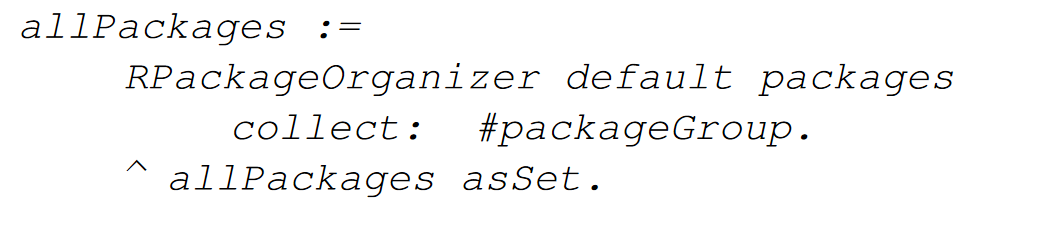 allPackages :=
RPackageOrganizer default packages
collect: #packageGroup.
^ allPackages asSet.